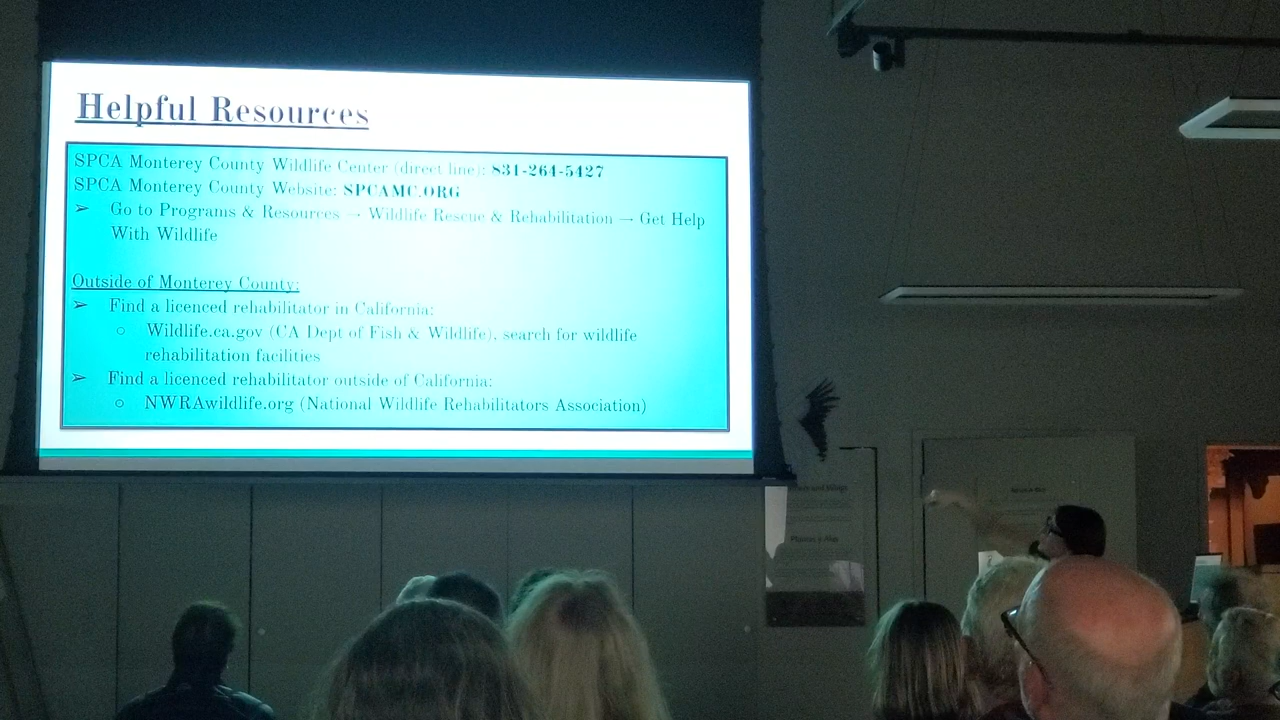 Helpful Resources
SPCA Monterey County Wildlife Center (direct line): 831-264-5427
SPCA Monterey County Website: SPCAMC.ORG
➤ Go to Programs & Resources → Wildlife Rescue & Rehabilitation → Get Help
With Wildlife
Outside of Monterey County:
➤ Find a licenced rehabilitator in California:
○ Wildlife.ca.gov (CA Dept of Fish & Wildlife), search for wildlife
rehabilitation facilities
➤ Find a licenced rehabilitator outside of California:
○ NWRAwildlife.org (National Wildlife Rehabilitators Association)